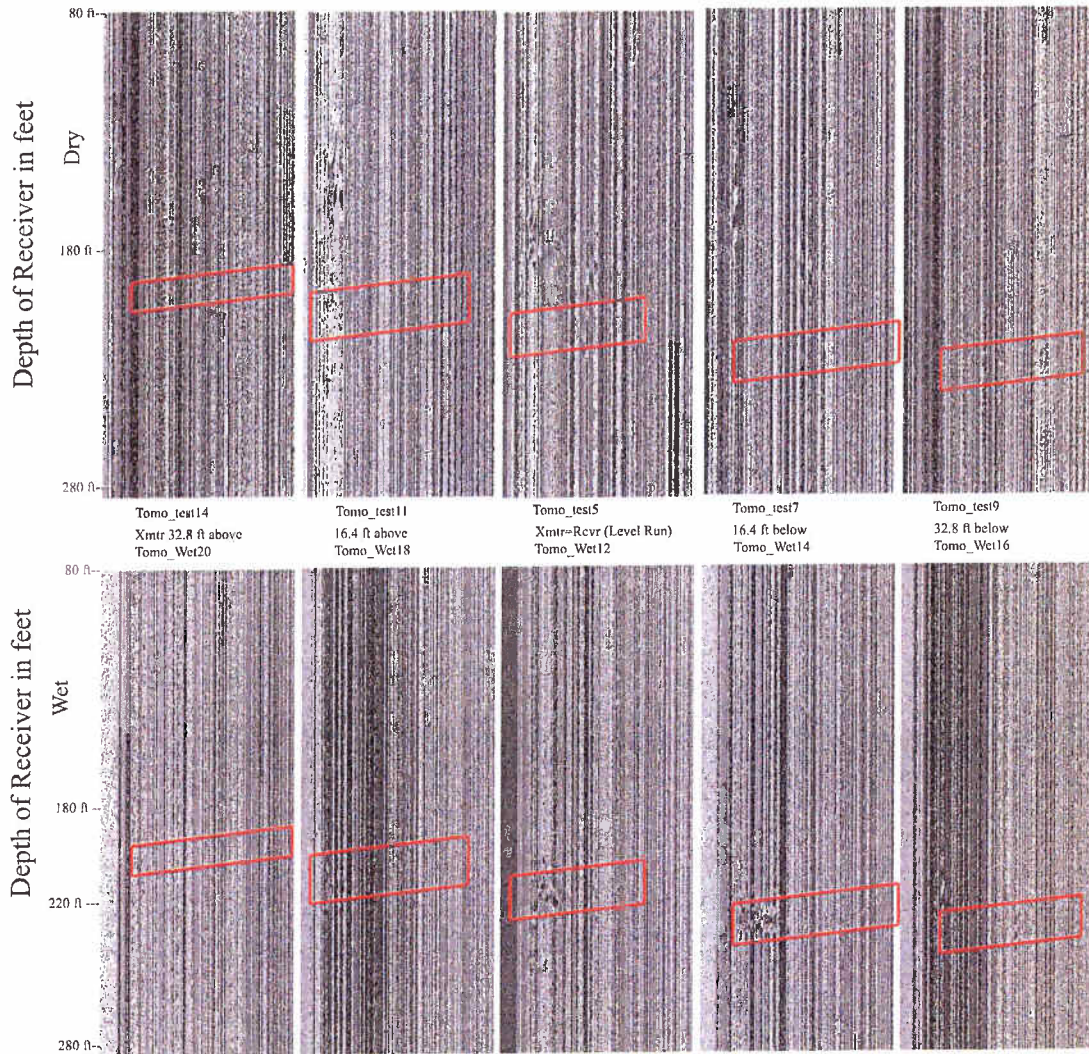 80 ft
Depth of Receiver in feet
Dry
180 ft
280 ft
Tomo_test14
Xmtr 32.8 ft above
Tomo_Wet20
Tomo_test11
16.4 ft above
Tomo_Wet18
Tomo_test5
Xmtr=Rcvr (Level Run)
Tomo_Wet12
Tomo_test7
16.4 ft below
Tomo_Wet14
Tomo_test9
32.8 ft below
Tomo_Wet16
80 ft
Depth of Receiver in feet
Wet
180 ft
220 ft
280 ft